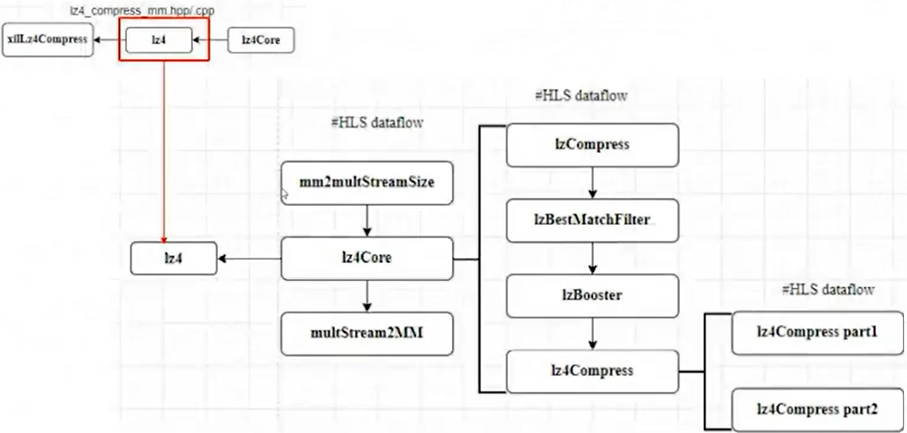 lz4_compress_mm.hpp/.cpp
xilLz4Compress
lz4
lz4Core
#HLS dataflow
#HLS dataflow
lzCompress
mm2multStreamSize
lzBestMatchFilter
lz4
lz4Core
lzBooster
#HLS dataflow
multStream2MM
lz4Compress part1
lz4Compress
lz4Compress part2